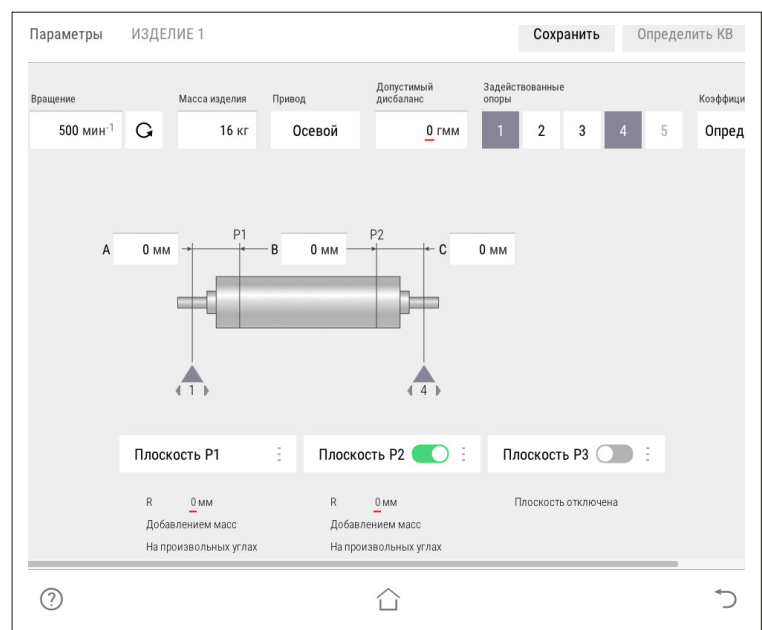 Параметры ИЗДЕЛИЕ 1 Сохранить Определить КВ
Вращение Масса изделия Привод Допустимый дисбаланс Задействованные опоры Коэффици
500 мин-1 16 кг Осевой 0 гмм 1 2 3 4 5 Опред
P1 P2
A 0 мм B 0 мм C 0 мм
1 4
Плоскость P1 Плоскость P2 Плоскость P3
R 0 мм R 0 мм Плоскость отключена
Добавлением масс Добавлением масс
На произвольных углах На произвольных углах
?